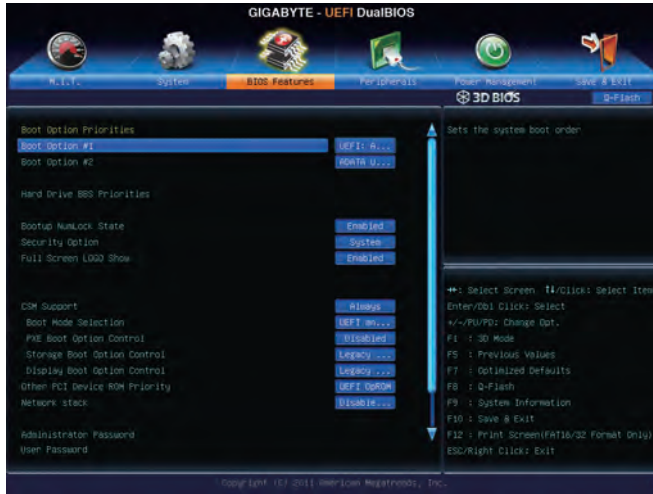 GIGABYTE - UEFI DualBIOS
M.I.T.
System
BIOS Features
Peripherals
Power Management
Save & Exit
3D BIOS
Q-Flash
Boot Option Priorities
Boot Option #1 UEFI: A...
Boot Option #2 ADATA U...
Hard Drive BBS Priorities
Bootup NumLock State Enabled
Security Option System
Full Screen LOGO Show Enabled
CSM Support Always
Boot Mode Selection UEFI an...
PXE Boot Option Control Disabled
Storage Boot Option Control Legacy ...
Display Boot Option Control Legacy ...
Other PCI Device ROM Priority UEFI OpROM
Network stack Disable...
Administrator Password
User Password
Sets the system boot order
↔: Select Screen ↑↓/Click: Select Item
Enter/Dbl Click: Select
+/-/PU/PD: Change Opt.
F1 : 3D Mode
F5 : Previous Values
F7 : Optimized Defaults
F8 : Q-Flash
F9 : System Information
F10 : Save & Exit
F12 : Print Screen(FAT16/32 Format Only)
ESC/Right Click: Exit
Copyright (C) 2011 American Megatrends, Inc.